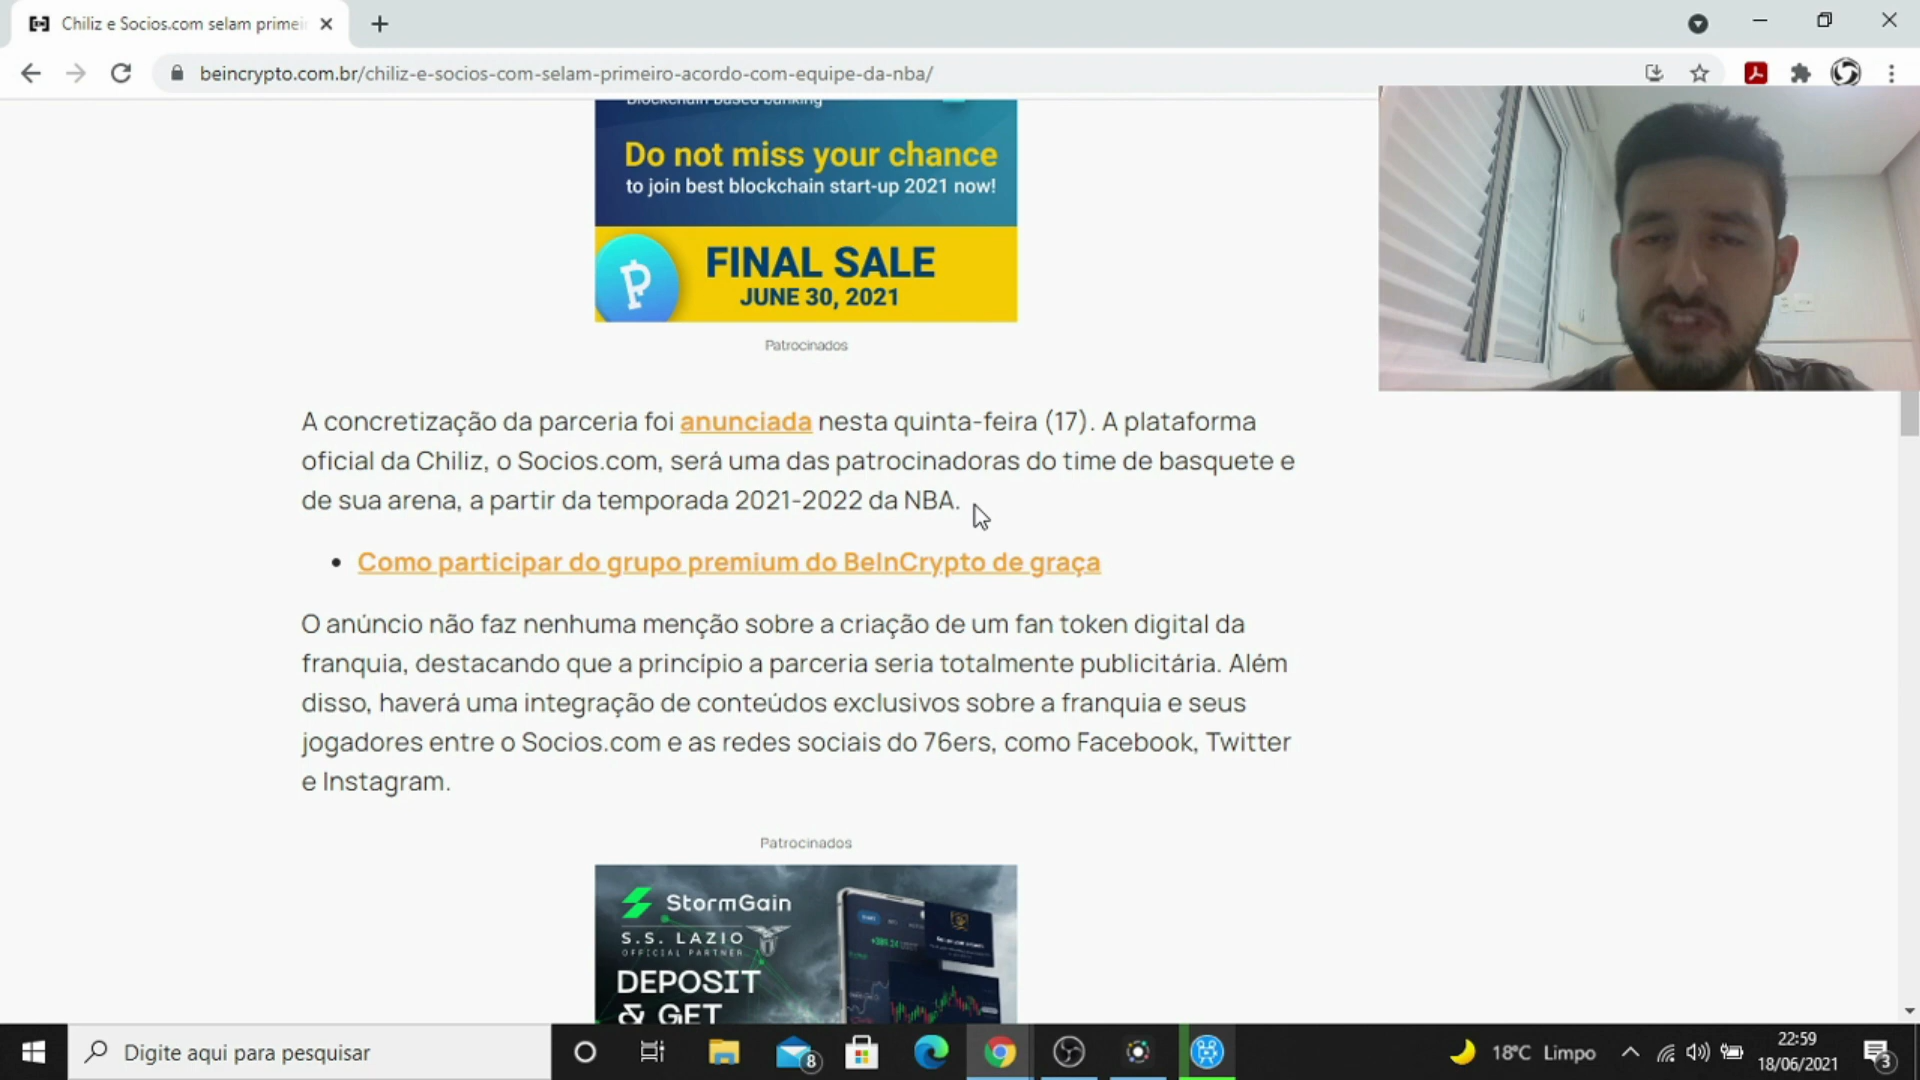 Chiliz e Socios.com selam primei
beincrypto.com.br/chiliz-e-socios-com-selam-primeiro-acordo-com-equipe-da-nba/
Blockchain based banking
Do not miss your chance
to join best blockchain start-up 2021 now!
FINAL SALE
JUNE 30, 2021
Patrocinados
A concretização da parceria foi anunciada nesta quinta-feira (17). A plataforma
oficial da Chiliz, o Socios.com, será uma das patrocinadoras do time de basquete e
de sua arena, a partir da temporada 2021-2022 da NBA.
• Como participar do grupo premium do BeInCrypto de graça
O anúncio não faz nenhuma menção sobre a criação de um fan token digital da
franquia, destacando que a princípio a parceria seria totalmente publicitária. Além
disso, haverá uma integração de conteúdos exclusivos sobre a franquia e seus
jogadores entre o Socios.com e as redes sociais do 76ers, como Facebook, Twitter
e Instagram.
Patrocinados
StormGain
S.S. LAZIO
OFFICIAL PARTNER
DEPOSIT
& GET
Digite aqui para pesquisar
8
18°C Limpo
22:59
18/06/2021
3